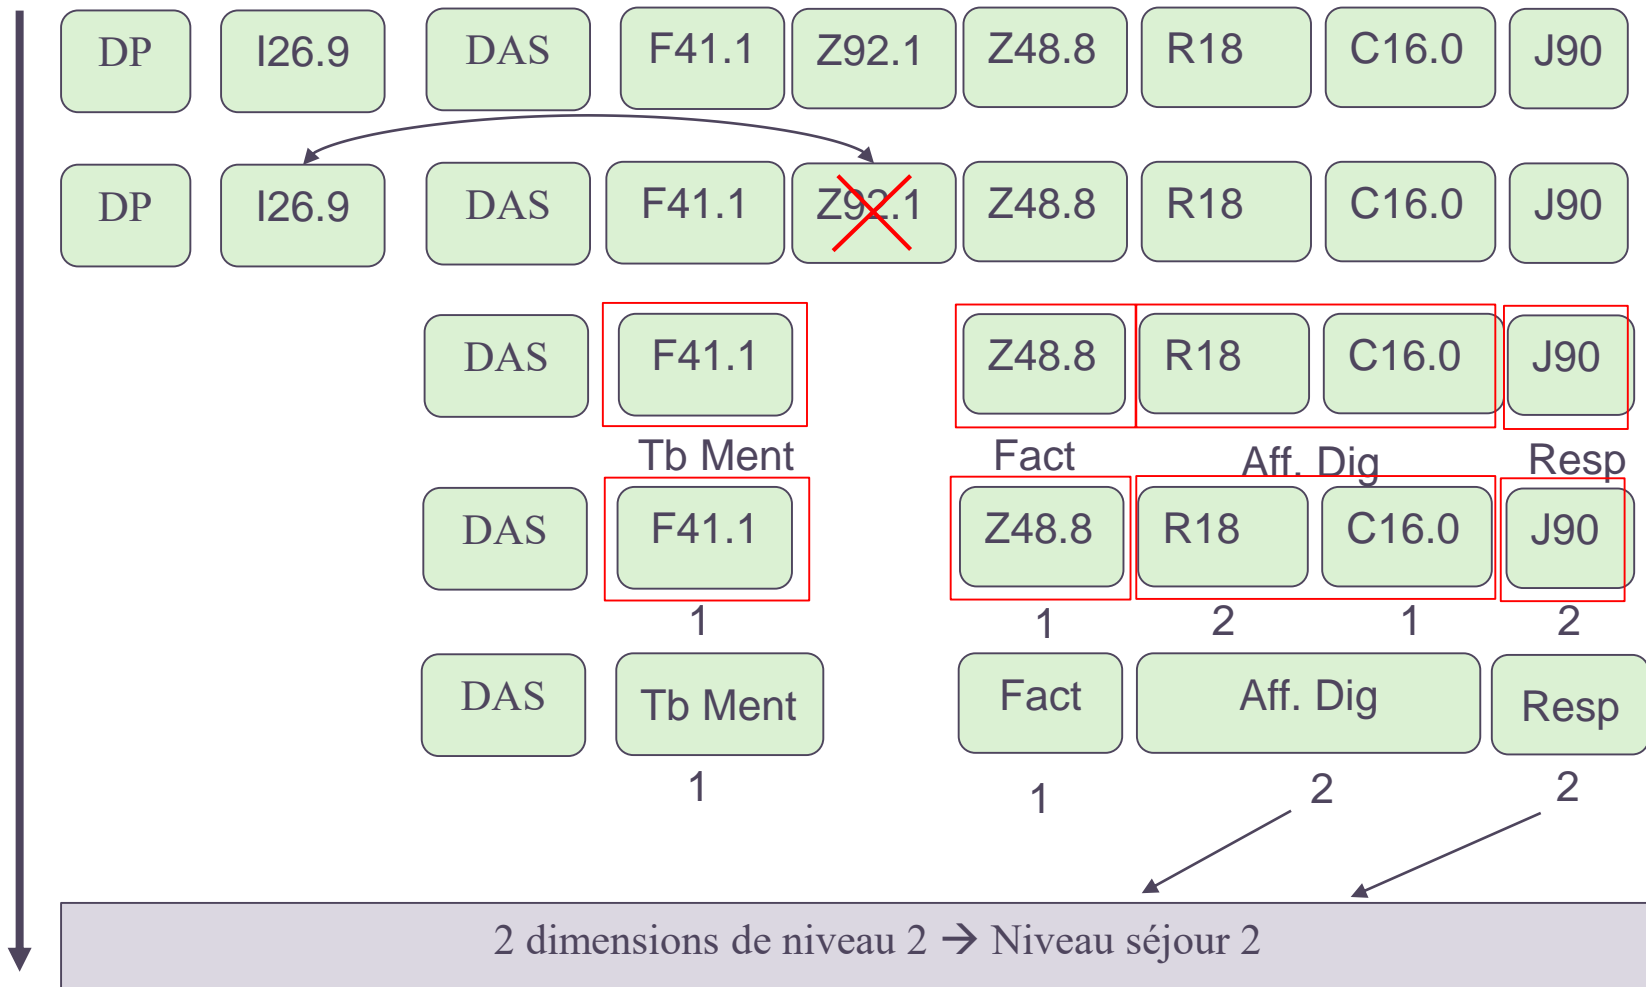 DP I26.9 DAS F41.1 Z92.1 Z48.8 R18 C16.0 J90
DP I26.9 DAS F41.1 Z92.1 Z48.8 R18 C16.0 J90
DAS F41.1 Z48.8 R18 C16.0 J90
Tb Ment Fact Aff. Dig Resp
DAS F41.1 Z48.8 R18 C16.0 J90
1 1 2 1 2
DAS Tb Ment Fact Aff. Dig Resp
1 1 2 2
2 dimensions de niveau 2 → Niveau séjour 2